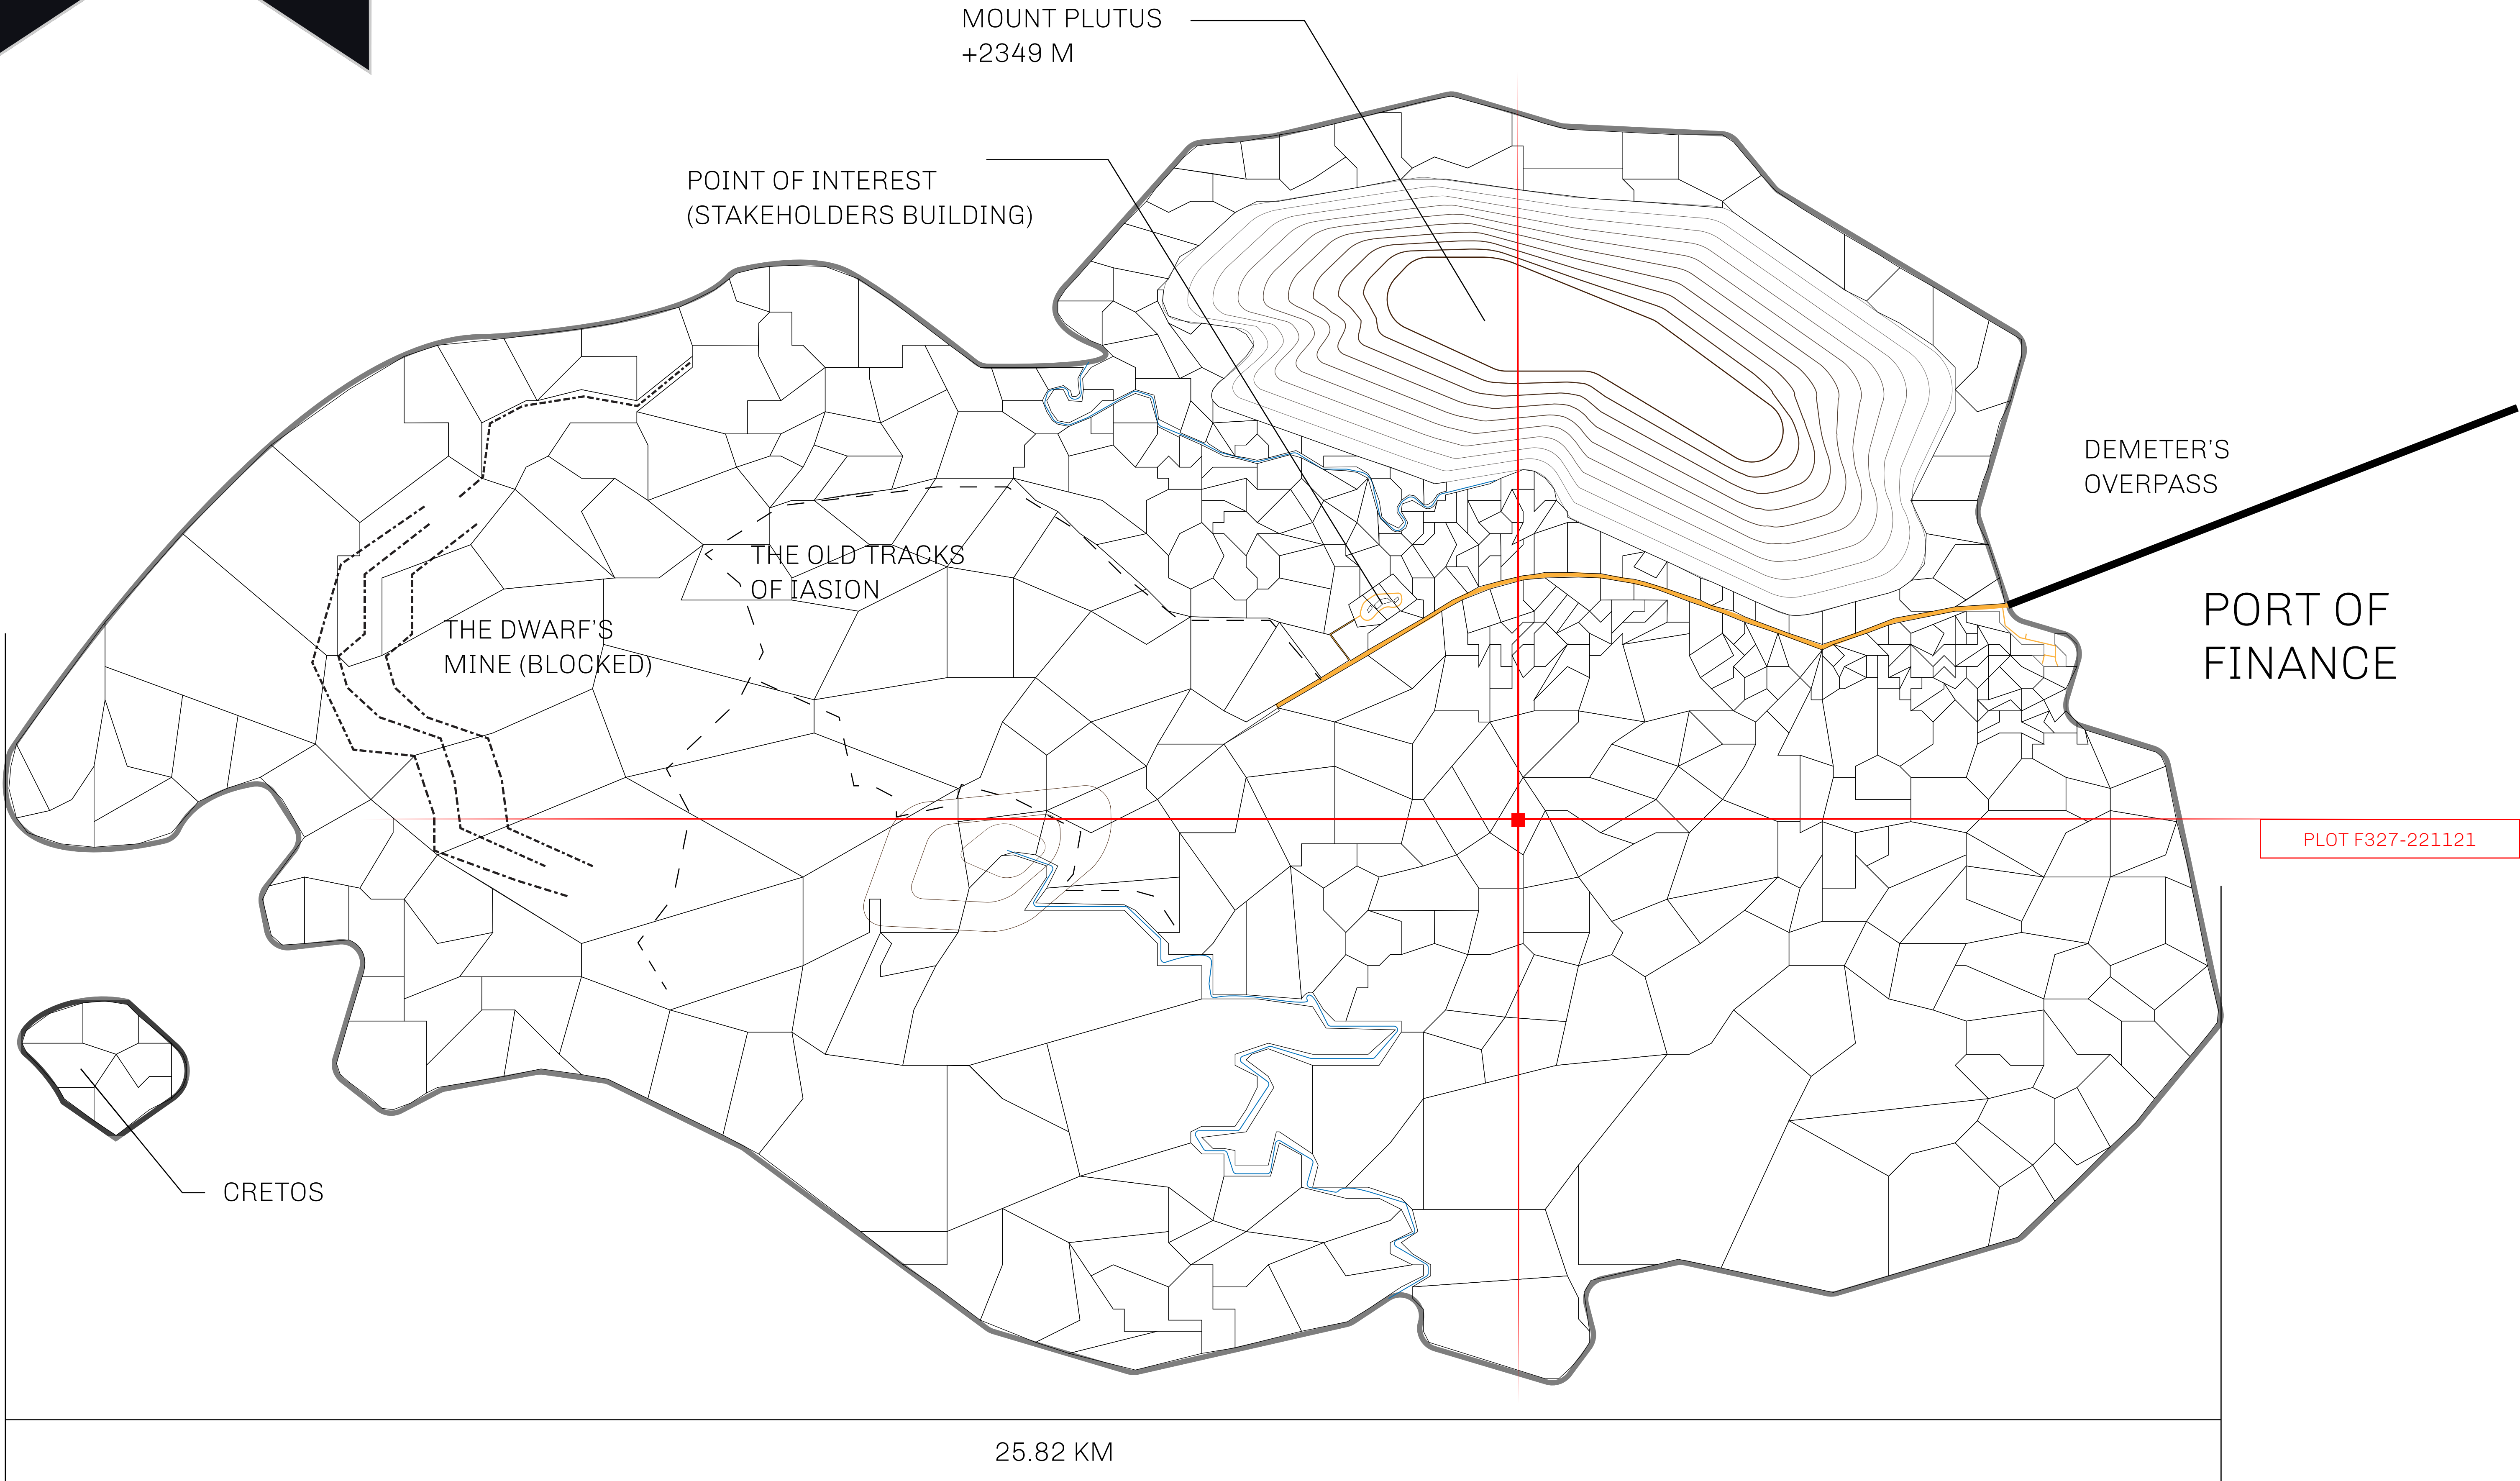 MOUNT PLUTUS
+2349 M
POINT OF INTEREST
(STAKEHOLDERS BUILDING)
DEMETER'S
OVERPASS
THE OLD TRACKS
OF IASION
PORT OF
FINANCE
THE DWARF'S
MINE (BLOCKED)
PLOT F327-221121
CRETOS
25.82 KM